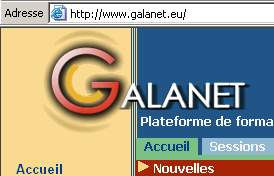 Adresse http://www.galanet.eu/
GALANET
Plateforme de forma
Accueil Sessions
Nouvelles
Accueil